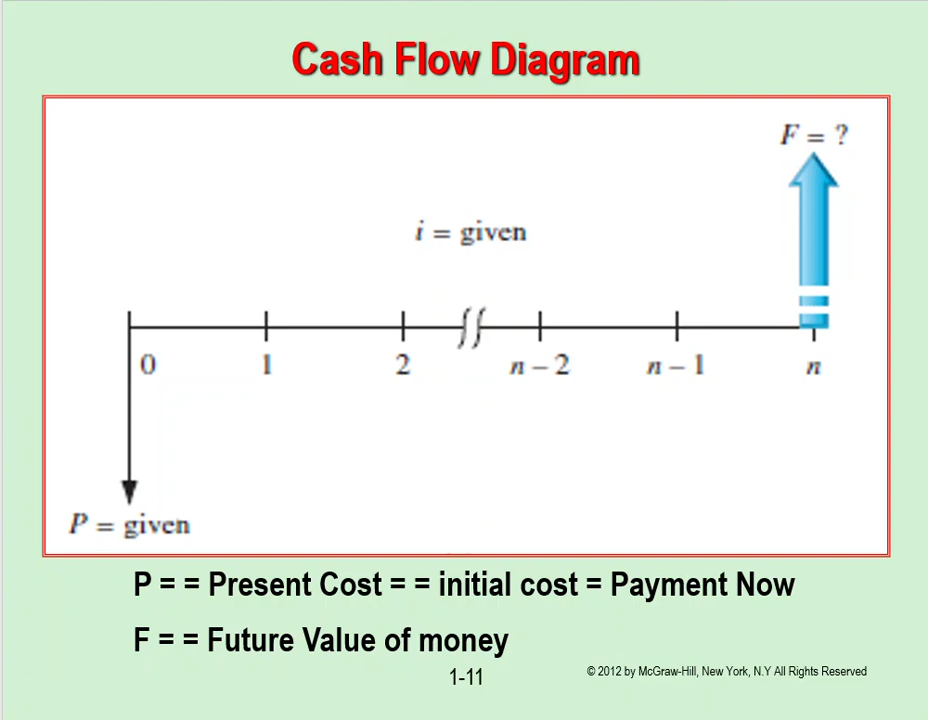 Cash Flow Diagram
F = ?
i = given
0 1 2 n – 2 n – 1 n
P = given
P = = Present Cost = = initial cost = Payment Now
F = = Future Value of money
1-11
© 2012 by McGraw-Hill, New York, N.Y All Rights Reserved